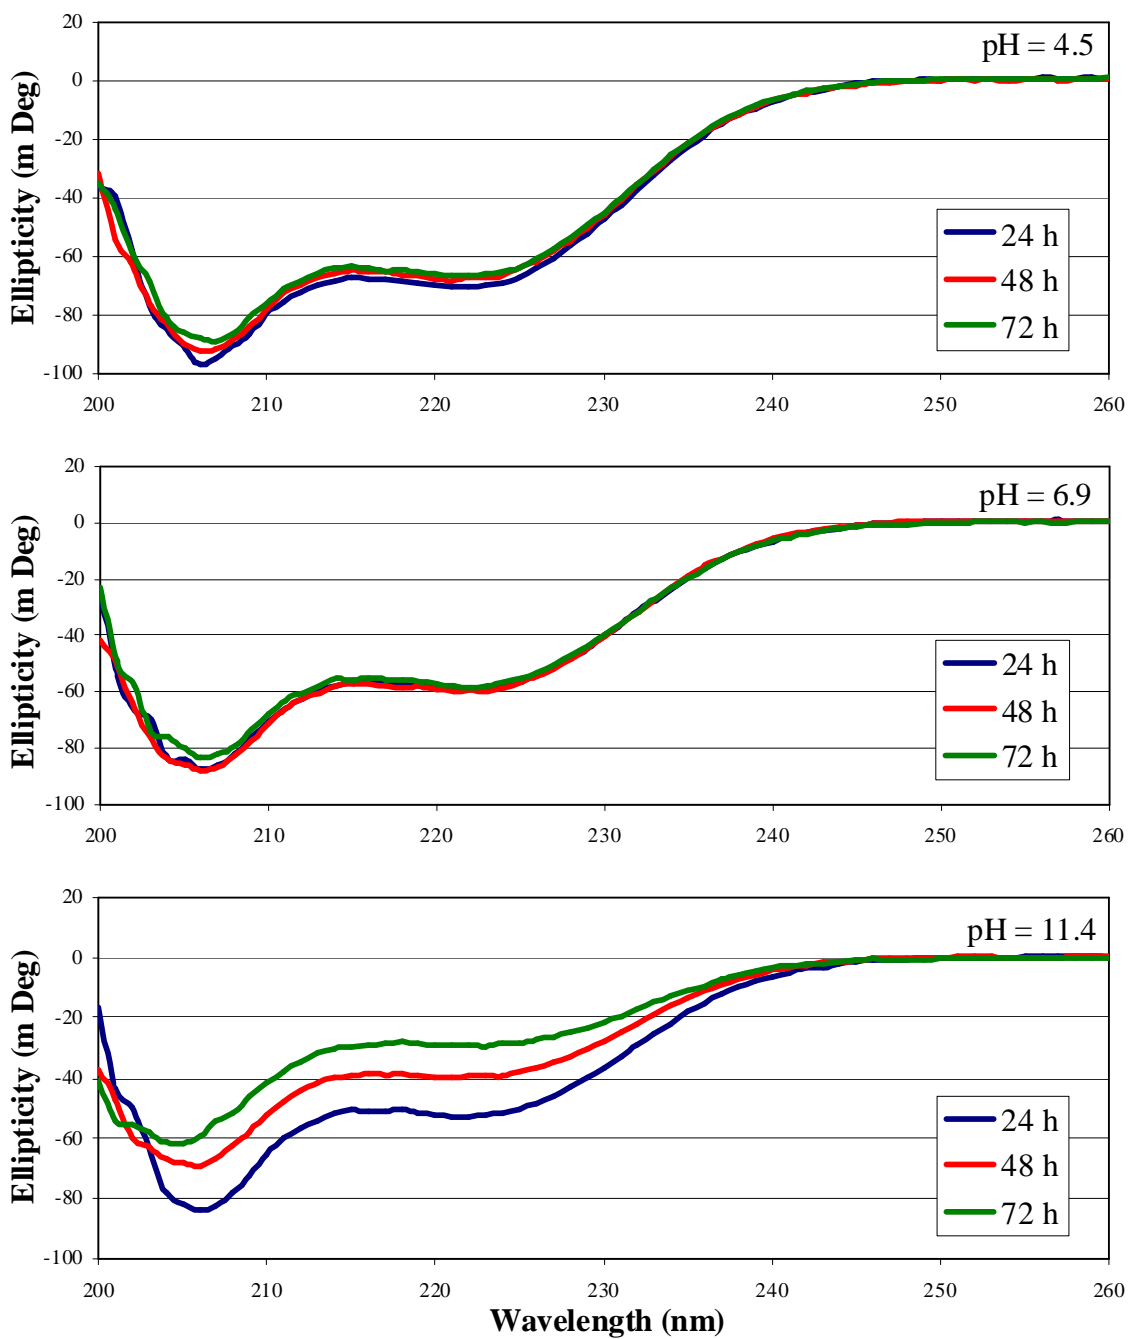 20
pH = 4.5
0
-20
-40
-60
-80
-100
Ellipticity (m Deg)
24 h
48 h
72 h
200 210 220 230 240 250 260
20
pH = 6.9
0
-20
-40
-60
-80
-100
Ellipticity (m Deg)
24 h
48 h
72 h
200 210 220 230 240 250 260
20
pH = 11.4
0
-20
-40
-60
-80
-100
Ellipticity (m Deg)
24 h
48 h
72 h
200 210 220 230 240 250 260
Wavelength (nm)